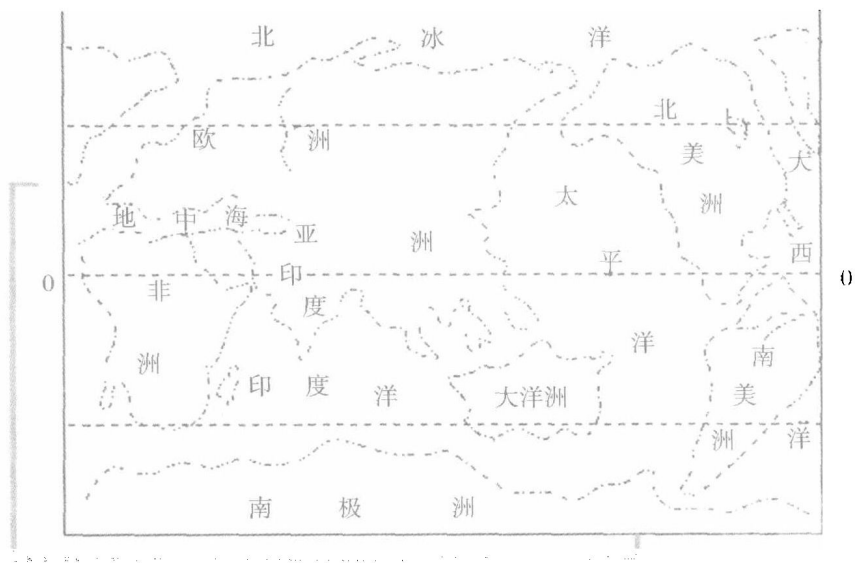 北 冰 洋
欧 洲
北美洲
大西洋
地 中 海
亚 洲
太平洋
0
0
非洲
印度
印 度 洋
大洋洲
南美洲
南 极 洲